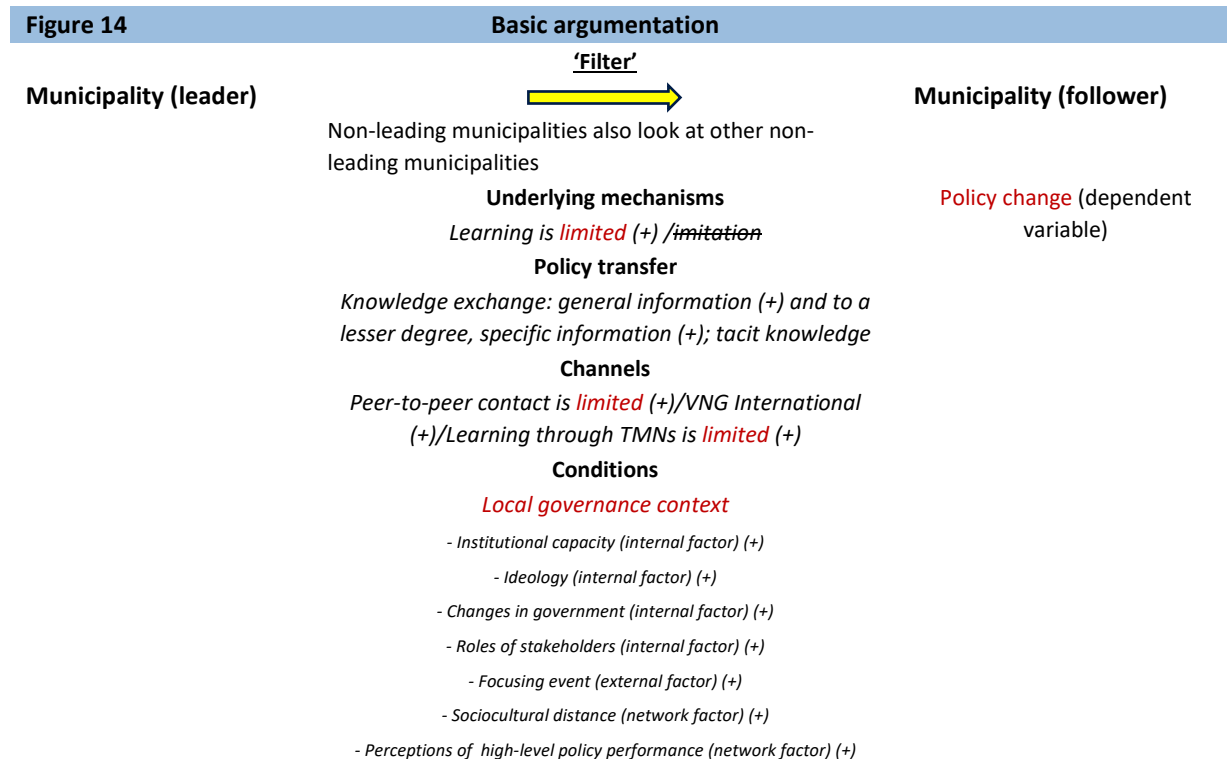 Figure 14 Basic argumentation
'Filter'
Municipality (leader) Municipality (follower)
Non-leading municipalities also look at other non-
leading municipalities
Underlying mechanisms
Policy change (dependent
variable)
Learning is limited (+) /imitation
Policy transfer
Knowledge exchange: general information (+) and to a
lesser degree, specific information (+); tacit knowledge
Channels
Peer-to-peer contact is limited (+)/VNG International
(+)/Learning through TMNs is limited (+)
Conditions
Local governance context
- Institutional capacity (internal factor) (+)
- Ideology (internal factor) (+)
- Changes in government (internal factor) (+)
- Roles of stakeholders (internal factor) (+)
- Focusing event (external factor) (+)
- Sociocultural distance (network factor) (+)
- Perceptions of high-level policy performance (network factor) (+)